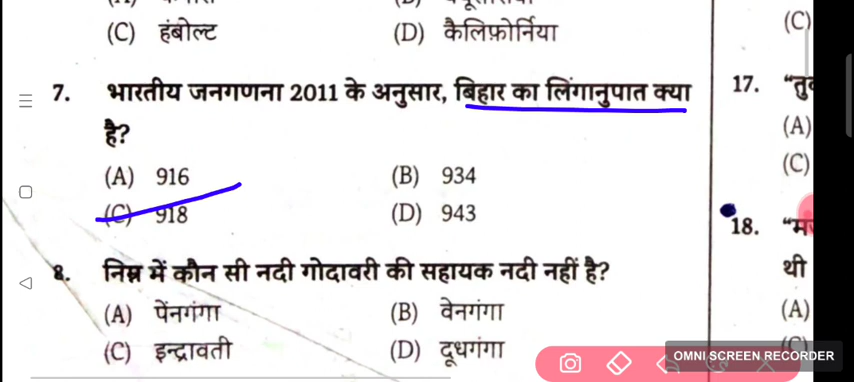 (C) हंबोल्ट (D) कैलिफ़ोर्निया (C)
7. भारतीय जनगणना 2011 के अनुसार, बिहार का लिंगानुपात क्या 17.
है? (A)
(A) 916 (B) 934 (C)
(C) 918 (D) 943
18.
8. निम्न में कौन सी नदी गोदावरी की सहायक नदी नहीं है? थी
(A) पेंनगंगा (B) वेनगंगा (A)
(C) इन्द्रावती (D) दूधगंगा (C)
OMNI SCREEN RECORDER